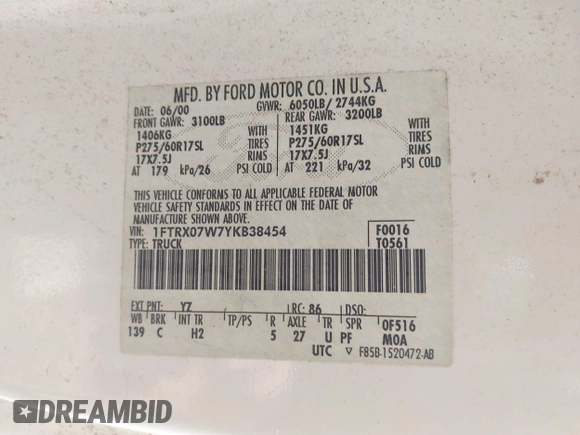 MFD. BY FORD MOTOR CO. IN U.S.A.
DATE: 06/00 GVWR: 6050LB/ 2744KG
FRONT GAWR: 3100LB REAR GAWR: 3200LB
1406KG WITH 1451KG WITH
P275/60R17SL TIRES P275/60R17SL TIRES
17X7.5J RIMS 17X7.5J RIMS
AT 179 kPa/26 PSI COLD AT 221 kPa/32 PSI COLD
THIS VEHICLE CONFORMS TO ALL APPLICABLE FEDERAL MOTOR
VEHICLE SAFETY STANDARDS IN EFFECT ON THE DATE OF
MANUFACTURE SHOWN ABOVE.
VIN: 1FTRX07W7YKB38454 F0016
TYPE: TRUCK T0561
EXT PNT: YZ RC: 86 DSO:
WB BRK INT TR TP/PS R AXLE TR SPR 0F516
139 C H2 5 27 U PF M0A
UTC ▽ F85B-1520472-AB
DREAMBID